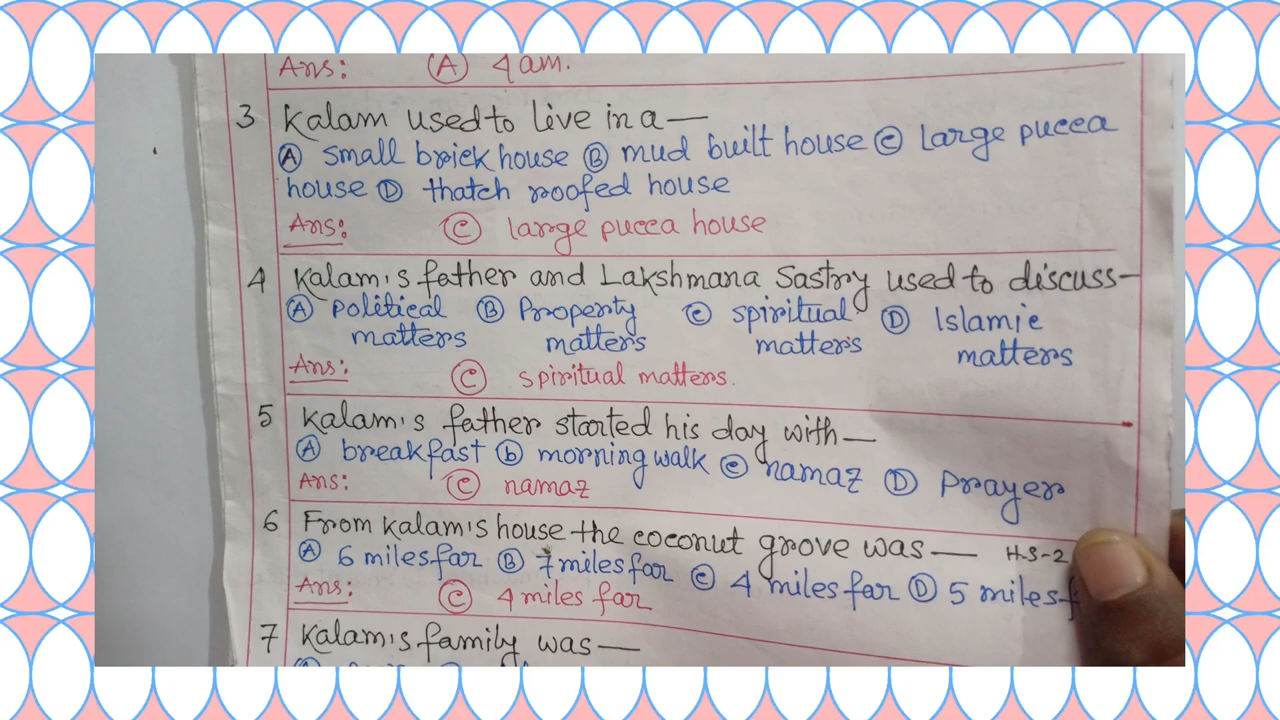 Ans: (A) 4 am.
3 Kalam used to live in a —
(A) small brick house (B) mud built house (C) large pucca
house (D) thatch roofed house
Ans: (C) large pucca house
4 Kalam's father and Lakshmana Sastry used to discuss—
(A) political (B) Property (C) spiritual (D) Islamic
matters matters matters matters
Ans: (C) spiritual matters.
5 Kalam's father started his day with—
(A) breakfast (b) morning walk (C) namaz (D) Prayer
Ans: (C) namaz
6 From Kalam's house the coconut grove was — H-S-2
(A) 6 miles far (B) 7 miles far (C) 4 miles far (D) 5 miles f
Ans: (C) 4 miles far
7 Kalam's family was —